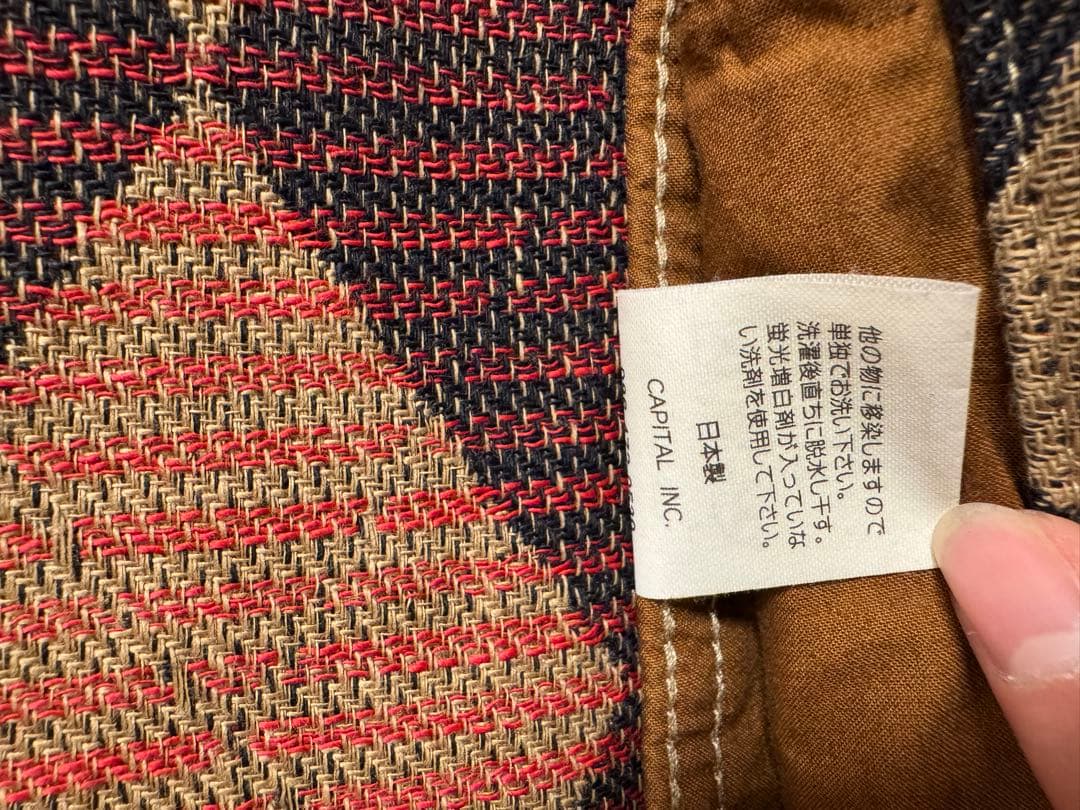 他の物に移染しますので
単独でお洗い下さい。
洗濯後直ちに脱水し干す。
蛍光増白剤が入っていな
い洗剤を使用して下さい。
日本製
CAPITAL INC.